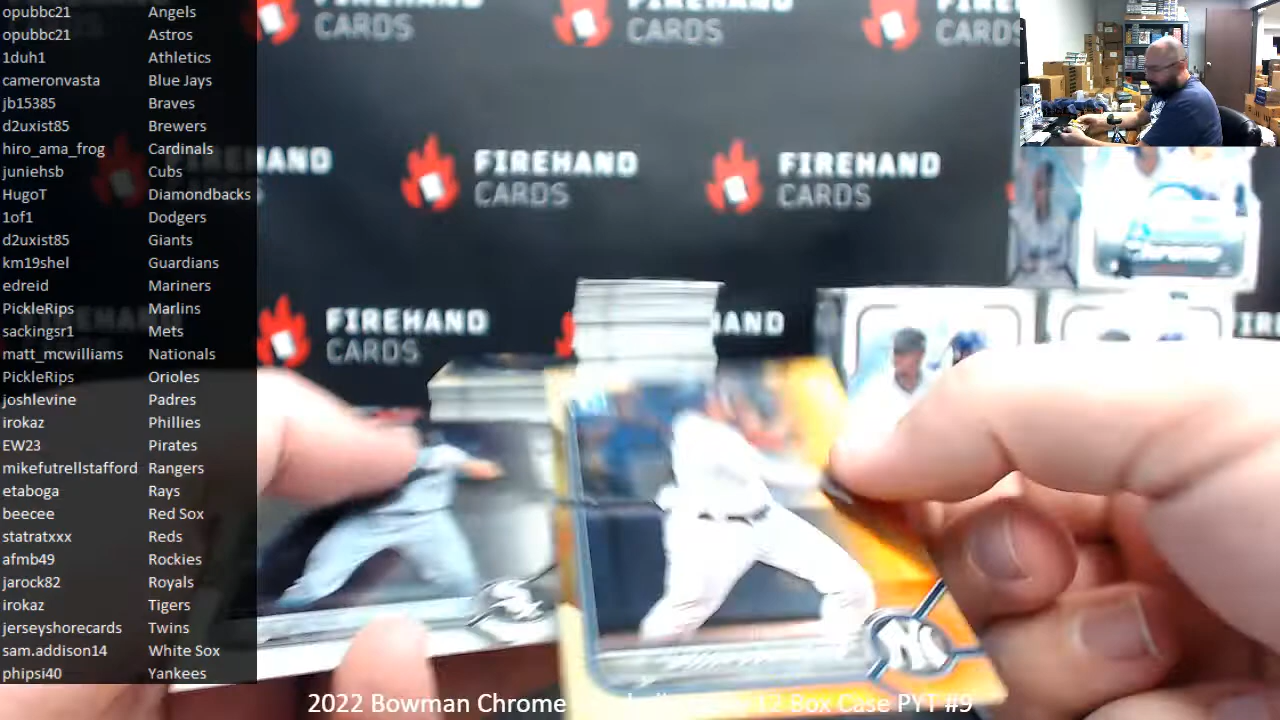 opubbc21 Angels
opubbc21 Astros
1duh1 Athletics
cameronvasta Blue Jays
jb15385 Braves
d2uxist85 Brewers
hiro_ama_frog Cardinals
juniehsb Cubs
HugoT Diamondbacks
1of1 Dodgers
d2uxist85 Giants
km19shel Guardians
edreid Mariners
PickleRips Marlins
sackingsr1 Mets
matt_mcwilliams Nationals
PickleRips Orioles
joshlevine Padres
irokaz Phillies
EW23 Pirates
mikefutrellstafford Rangers
etaboga Rays
beecee Red Sox
statratxxx Reds
afmb49 Rockies
jarock82 Royals
irokaz Tigers
jerseyshorecards Twins
sam.addison14 White Sox
phipsi40 Yankees
CARDS
CARDS
CARDS
FIREHAND
CARDS
FIREHAND
CARDS
FIREHAND
CARDS
NY
2022 Bowman Chrome 12 Box Case PYT #9